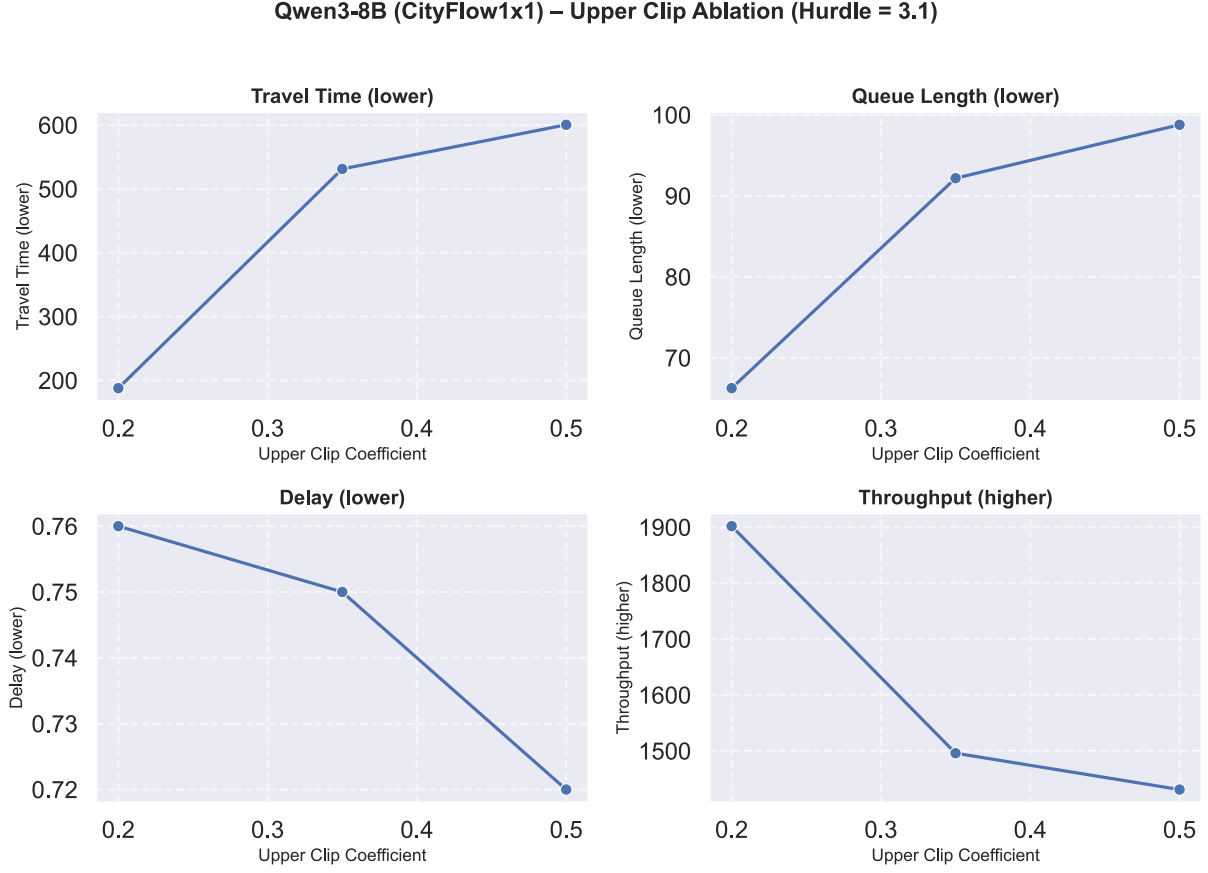 Qwen3-8B (CityFlow1x1) – Upper Clip Ablation (Hurdle = 3.1)
Travel Time (lower)
Travel Time (lower)
600
500
400
300
200
0.2 0.3 0.4 0.5
Upper Clip Coefficient
Queue Length (lower)
Queue Length (lower)
100
90
80
70
0.2 0.3 0.4 0.5
Upper Clip Coefficient
Delay (lower)
Delay (lower)
0.76
0.75
0.74
0.73
0.72
0.2 0.3 0.4 0.5
Upper Clip Coefficient
Throughput (higher)
Throughput (higher)
1900
1800
1700
1600
1500
0.2 0.3 0.4 0.5
Upper Clip Coefficient